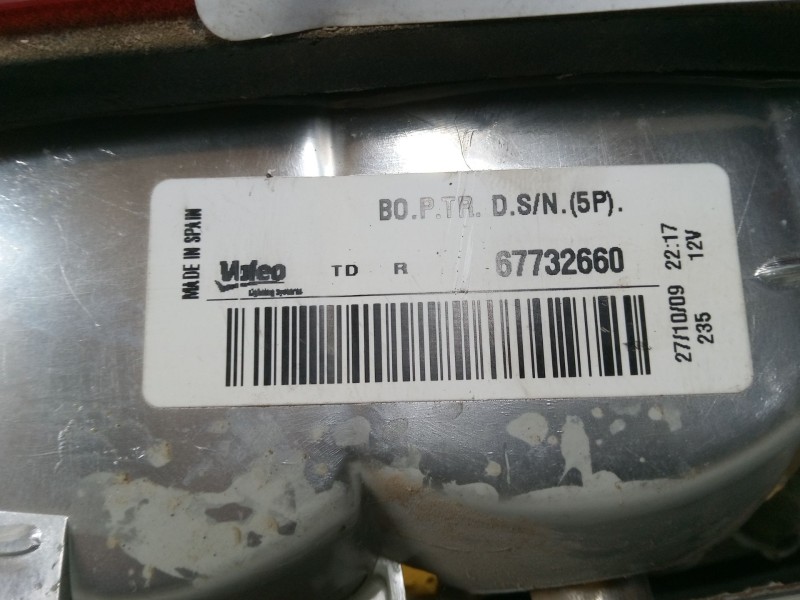 BO.P.TR. D.S/N.(5P).
MADE IN SPAIN
Valeo
Lighting Systems
TD R 67732660
27/10/09 22:17
235 12V